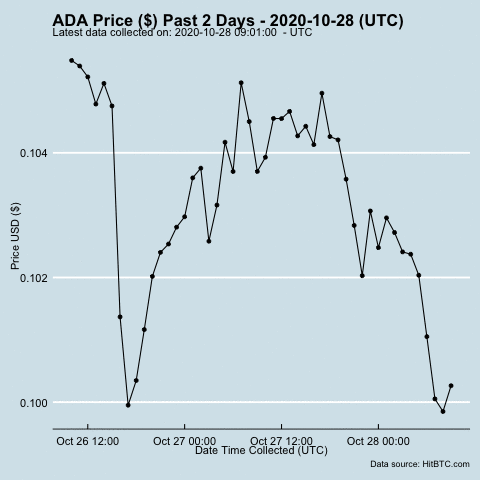 ADA Price ($) Past 2 Days - 2020-10-28 (UTC)
Latest data collected on: 2020-10-28 09:01:00  - UTC
0.104
0.102
0.100
Price USD ($)
Oct 26 12:00 Oct 27 00:00 Oct 27 12:00 Oct 28 00:00
Date Time Collected (UTC)
Data source: HitBTC.com